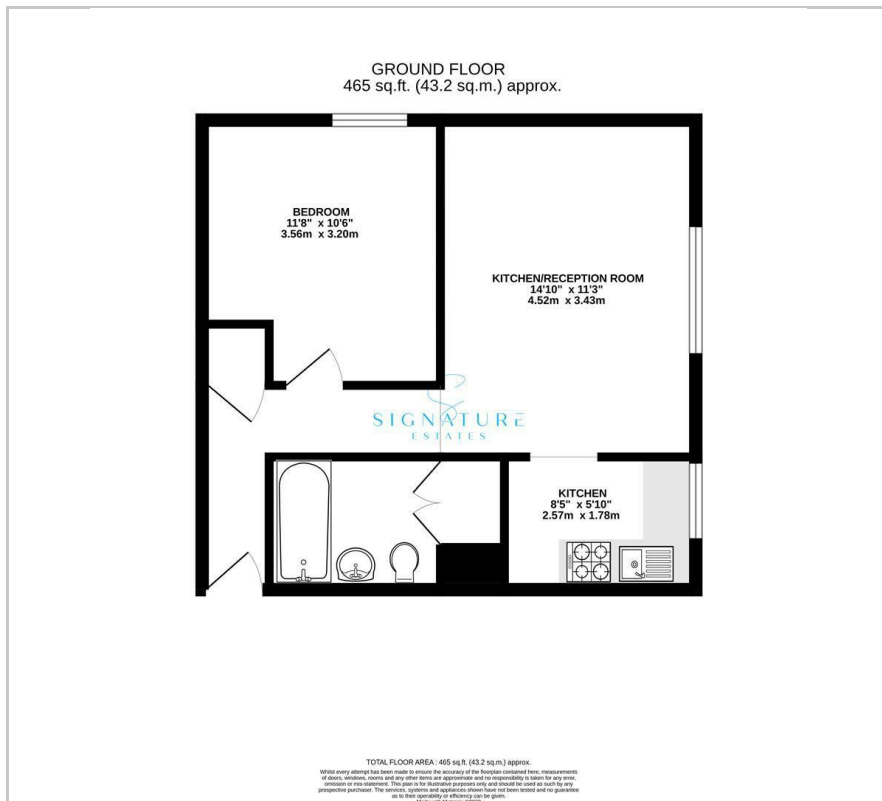 GROUND FLOOR
465 sq.ft. (43.2 sq.m.) approx.
BEDROOM
11'8" x 10'6"
3.56m x 3.20m
KITCHEN/RECEPTION ROOM
14'10" x 11'3"
4.52m x 3.43m
SIGNATURE
ESTATES
KITCHEN
8'5" x 5'10"
2.57m x 1.78m
TOTAL FLOOR AREA : 465 sq.ft. (43.2 sq.m.) approx.
Whilst every attempt has been made to ensure the accuracy of the floorplan contained here, measurements
of doors, windows, rooms and any other items are approximate and no responsibility is taken for any error,
omission or mis-statement. This plan is for illustrative purposes only and should be used as such by any
prospective purchaser. The services, systems and appliances shown have not been tested and no guarantee
as to their operability or efficiency can be given.